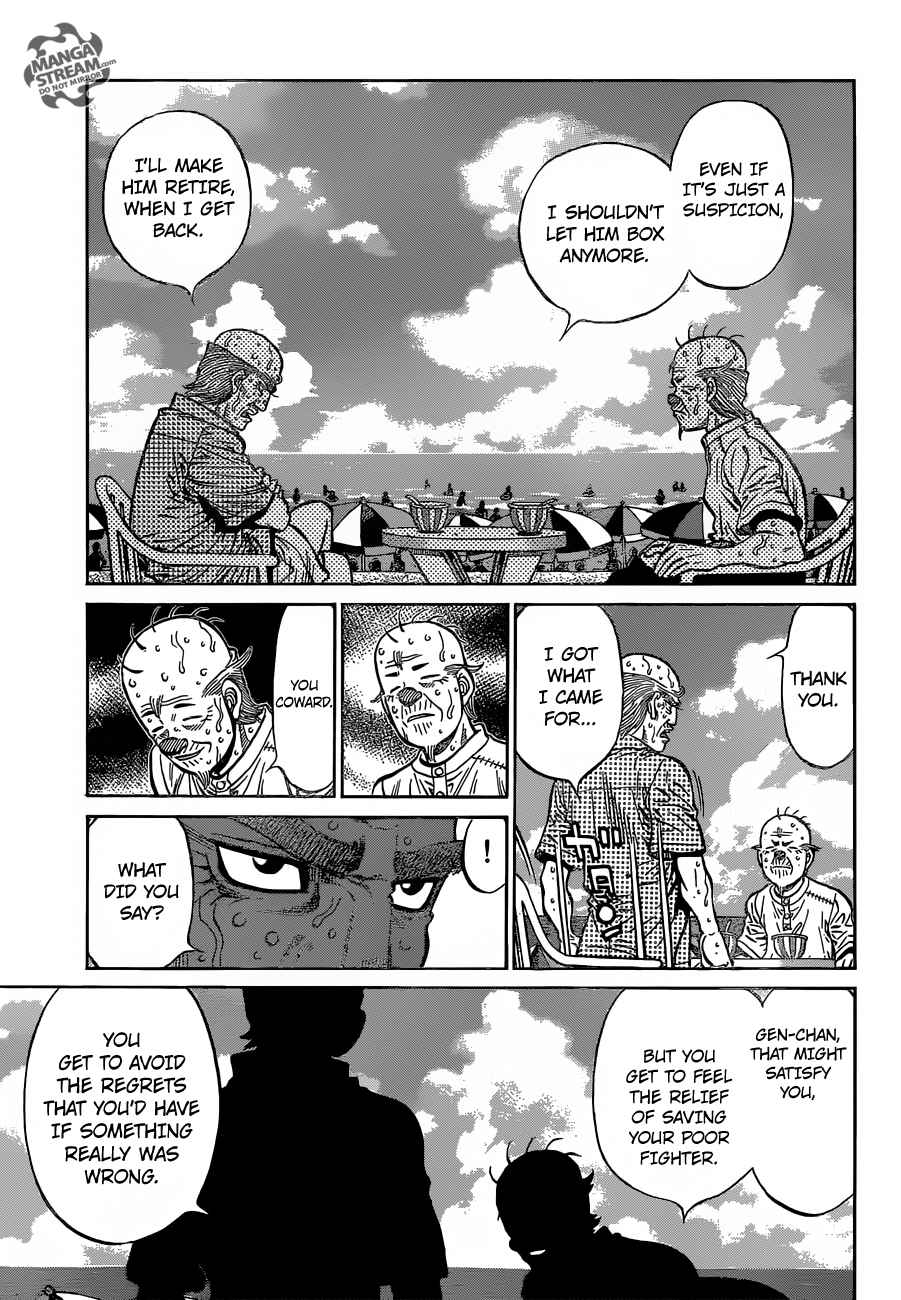 MANGA
STREAM.com
DO NOT MIRROR
EVEN IF
IT'S JUST A
SUSPICION,
I SHOULDN'T
LET HIM BOX
ANYMORE.
I'LL MAKE
HIM RETIRE,
WHEN I GET
BACK.
THANK
YOU.
I GOT
WHAT
I CAME
FOR...
YOU
COWARD.
!
WHAT
DID YOU
SAY?
GEN-CHAN,
THAT MIGHT
SATISFY
YOU,
BUT YOU
GET TO FEEL
THE RELIEF
OF SAVING
YOUR POOR
FIGHTER.
YOU
GET TO AVOID
THE REGRETS
THAT YOU'D HAVE
IF SOMETHING
REALLY WAS
WRONG.